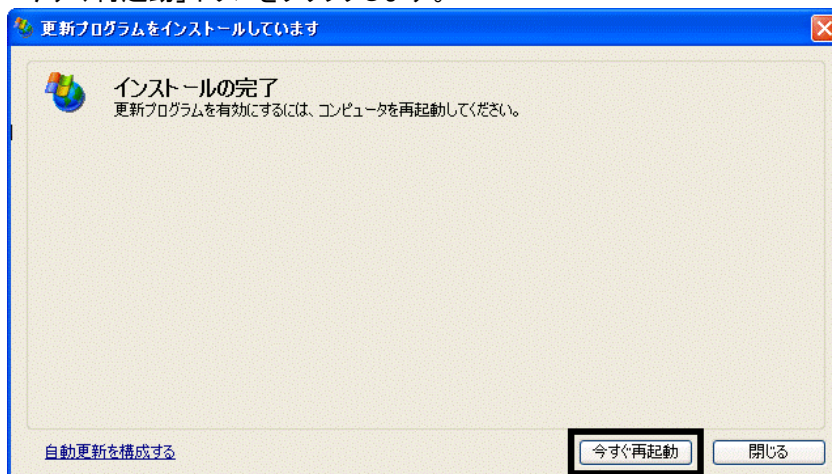 更新プログラムをインストールしています
インストールの完了
更新プログラムを有効にするには、コンピュータを再起動してください。
自動更新を構成する
今すぐ再起動
閉じる